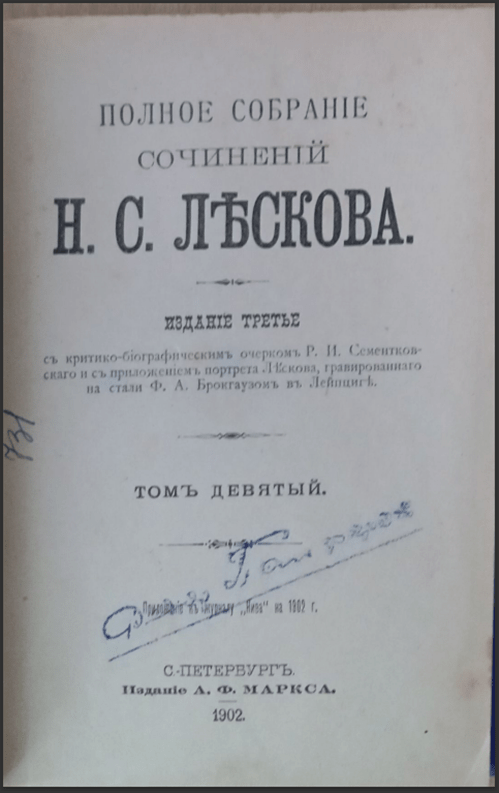 ПОЛНОЕ СОБРАНІЕ
СОЧИНЕНІЙ
Н. С. ЛѢСКОВА.
ИЗДАНІЕ ТРЕТЬЕ
съ критико-біографическимъ очеркомъ Р. И. Сементков-
скаго и съ приложеніемъ портрета Лѣскова, гравированнаго
на стали Ф. А. Брокгаузомъ въ Лейпцигѣ.
731
ТОМЪ ДЕВЯТЫЙ.
Приложеніе къ журналу „Нива“ на 1902 г.
С.-ПЕТЕРБУРГЪ.
Изданіе А. Ф. МАРКСА.
1902.